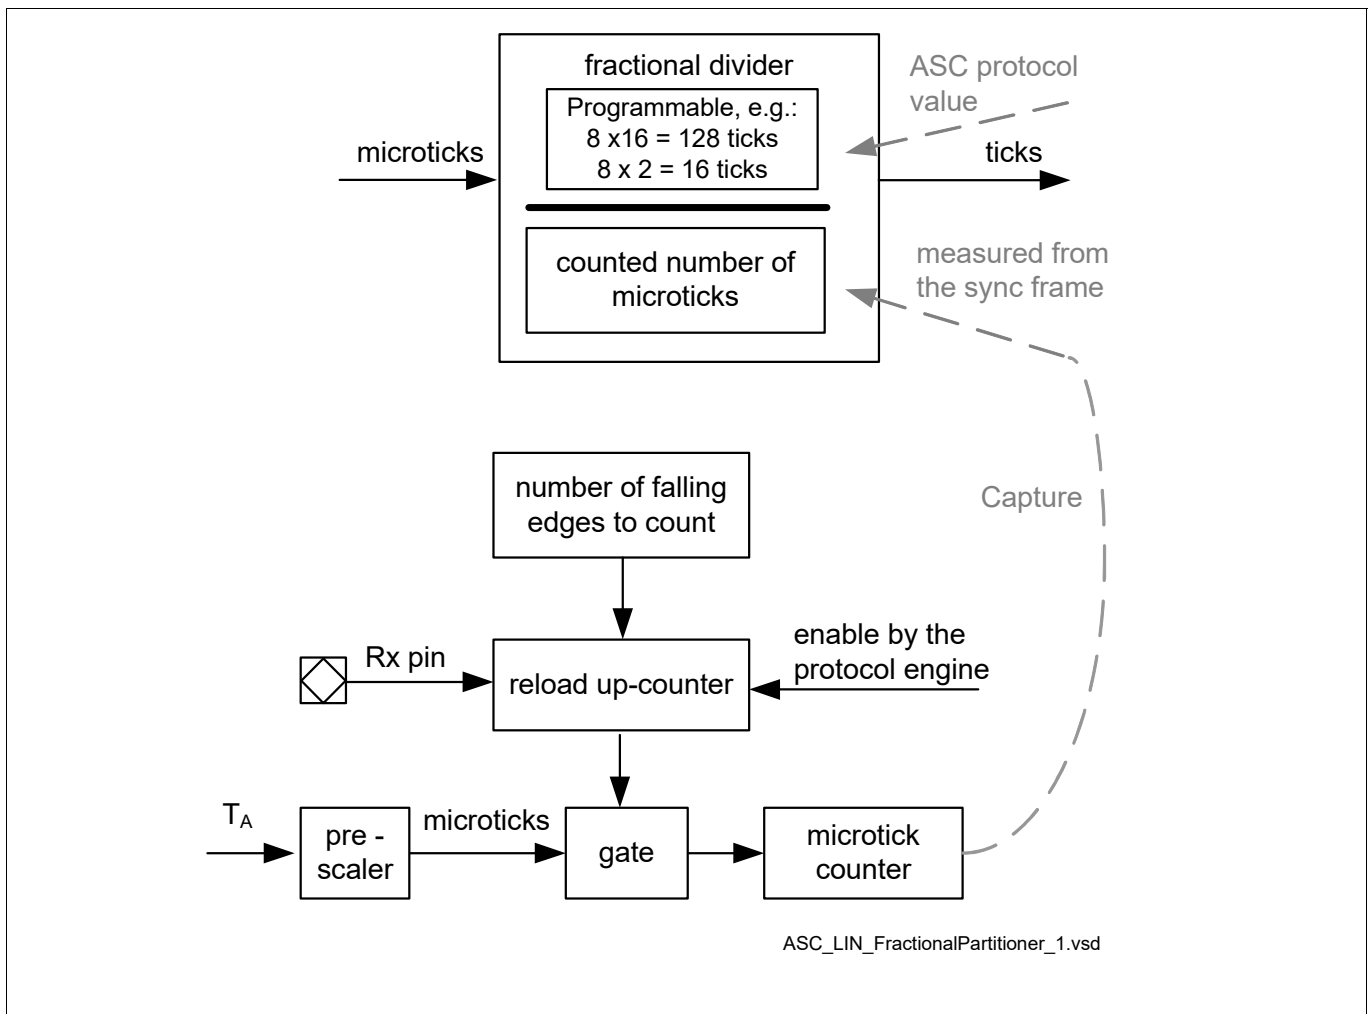 fractional divider
Programmable, e.g.:
8 x16 = 128 ticks
8 x 2 = 16 ticks
microticks
ASC protocol
value
ticks
counted number of
microticks
measured from
the sync frame
number of falling
edges to count
Capture
Rx pin
reload up-counter
enable by the
protocol engine
TA
pre -
scaler
microticks
gate
microtick
counter
ASC_LIN_FractionalPartitioner_1.vsd